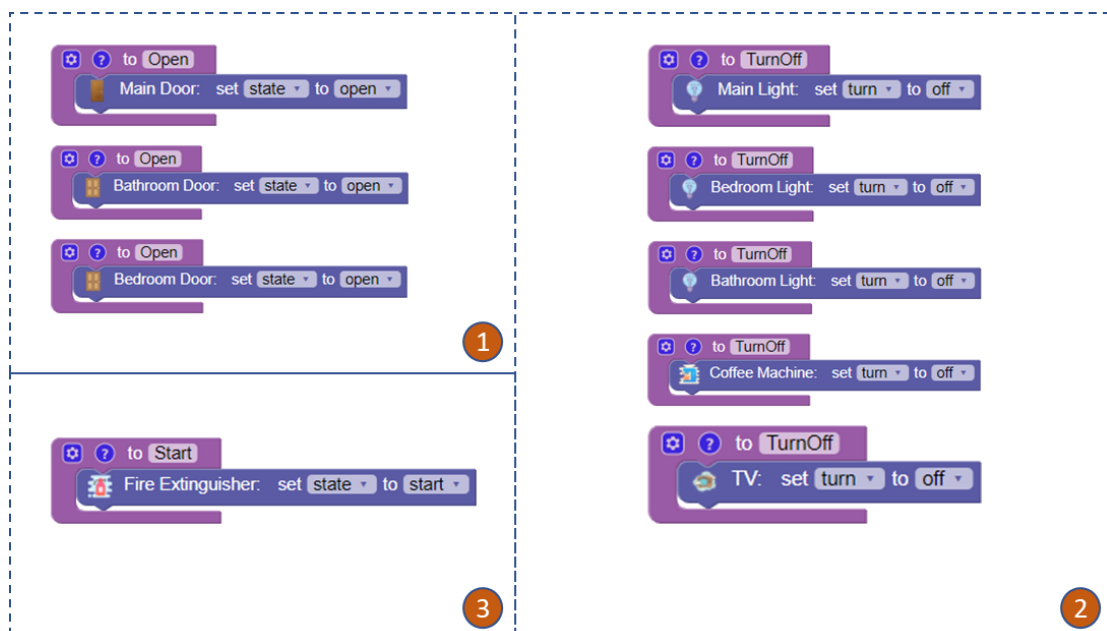 ? to Open
Main Door: set state to open
? to Open
Bathroom Door: set state to open
? to Open
Bedroom Door: set state to open
1
? to Start
Fire Extinguisher: set state to start
3
? to TurnOff
Main Light: set turn to off
? to TurnOff
Bedroom Light: set turn to off
? to TurnOff
Bathroom Light: set turn to off
? to TurnOff
Coffee Machine: set turn to off
? to TurnOff
TV: set turn to off
2